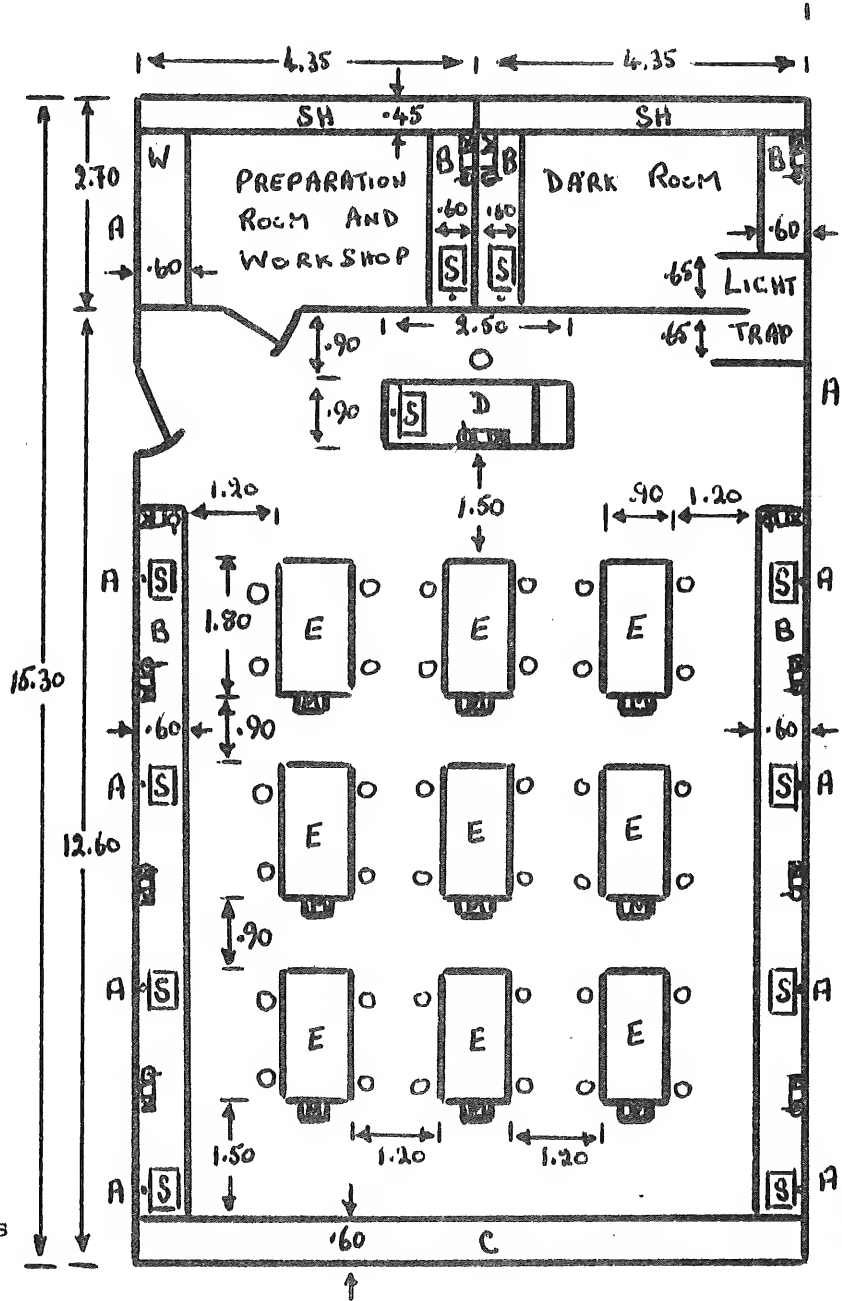 4.35 4.35
SH .45 SH
W B B B
2.70
PREPARATION DARK ROOM
ROOM AND
WORKSHOP
A .60 .60 .60
.60 S S .65 LIGHT
2.50
.90 .65 TRAP
.90 S D A
1.20 1.50 .90 1.20
A S S A
B 1.80 E E E B
15.30
.60 .90 .60
A S S A
12.60 E E E
.90
A S S A
E E E
1.50 1.20 1.20
A S S A
s
.60 C